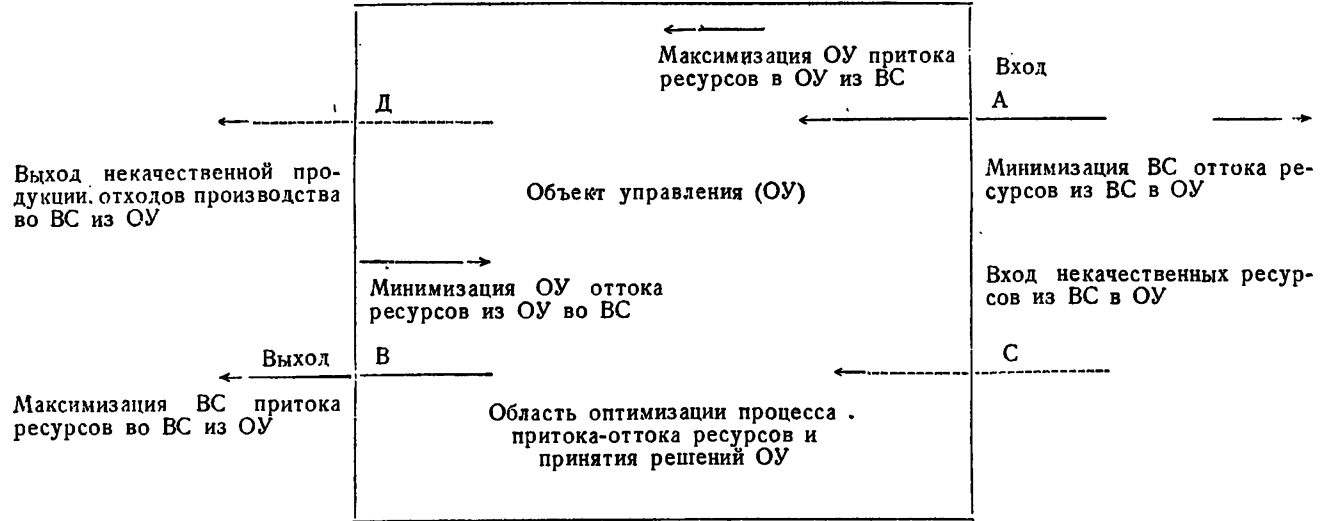 Максимизация ОУ притока
ресурсов в ОУ из ВС
Вход
А
Д
Минимизация ВС оттока ре-
сурсов из ВС в ОУ
Выход некачественной про-
дукции. отходов производства
во ВС из ОУ
Объект управления (ОУ)
Вход некачественных ресур-
сов из ВС в ОУ
Минимизация ОУ оттока
ресурсов из ОУ во ВС
Выход
В
С
Максимизация ВС притока
ресурсов во ВС из ОУ
Область оптимизации процесса
притока-оттока ресурсов и
принятия решений ОУ